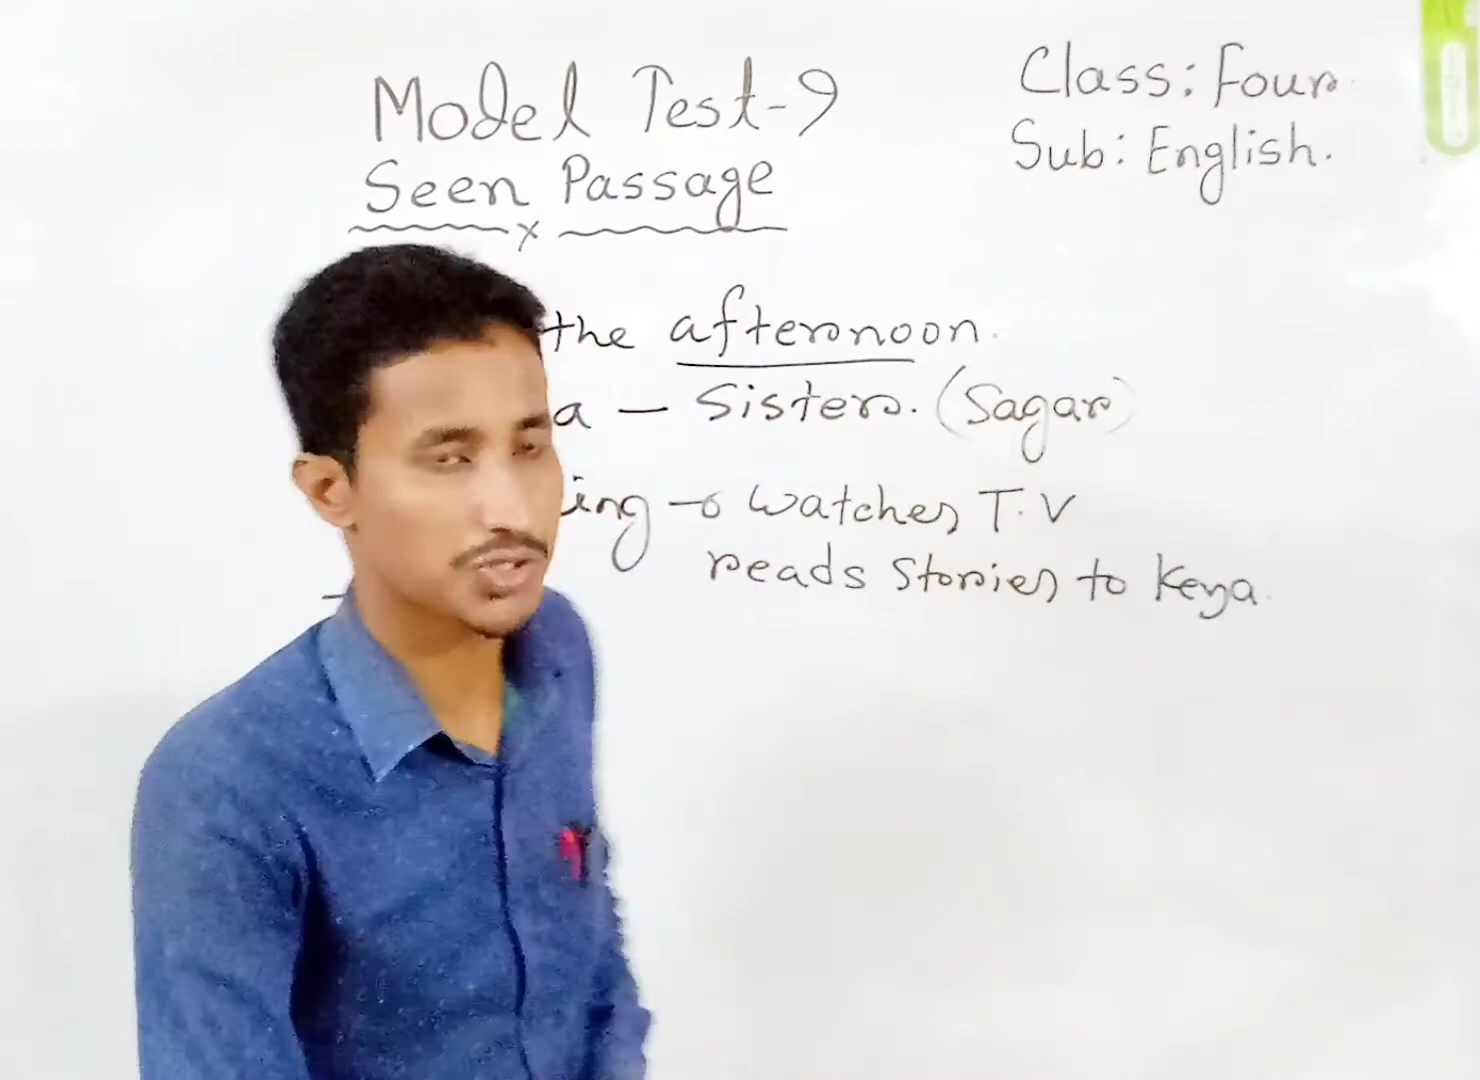 Model Test-9
Class: Four.
Sub: English.
Seen Passage
x
the afternoon.
a — Sister. (Sagar)
ing → Watches T.V
reads Stories to Keya.